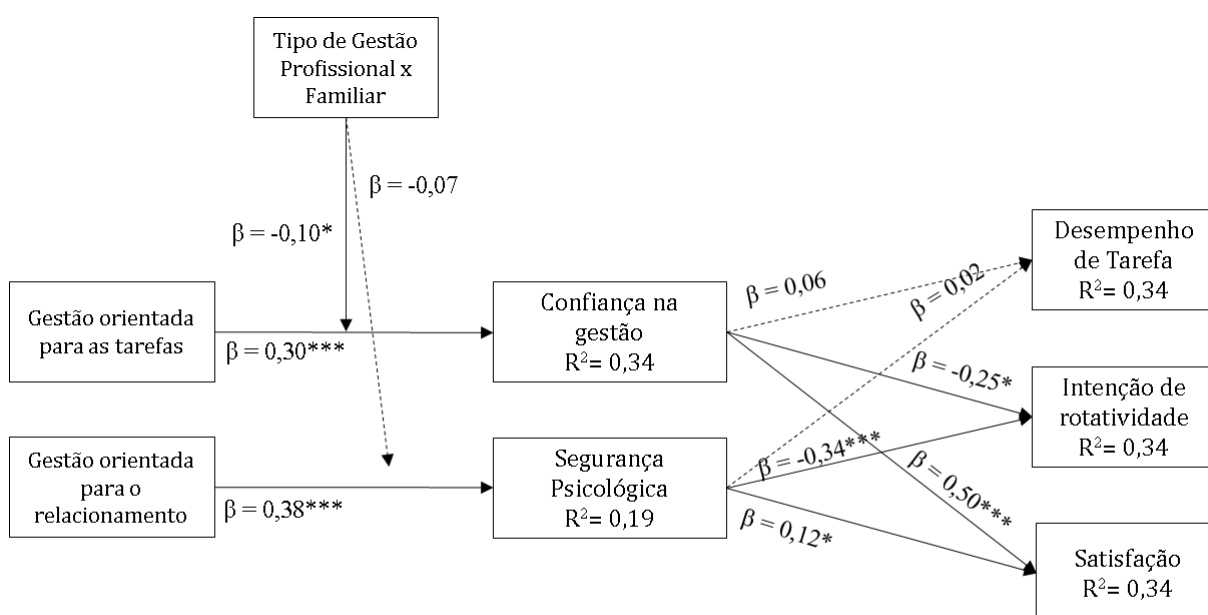 Tipo de Gestão
Profissional x
Familiar
β = -0,07
β = -0,10*
Gestão orientada
para as tarefas
β = 0,30***
Confiança na
gestão
R²= 0,34
β = 0,06
β = 0,02
Desempenho
de Tarefa
R²= 0,34
β = -0,25*
Intenção de
rotatividade
R²= 0,34
Gestão orientada
para o
relacionamento
β = 0,38***
Segurança
Psicológica
R²= 0,19
β = -0,34***
β = 0,50***
β = 0,12*
Satisfação
R²= 0,34